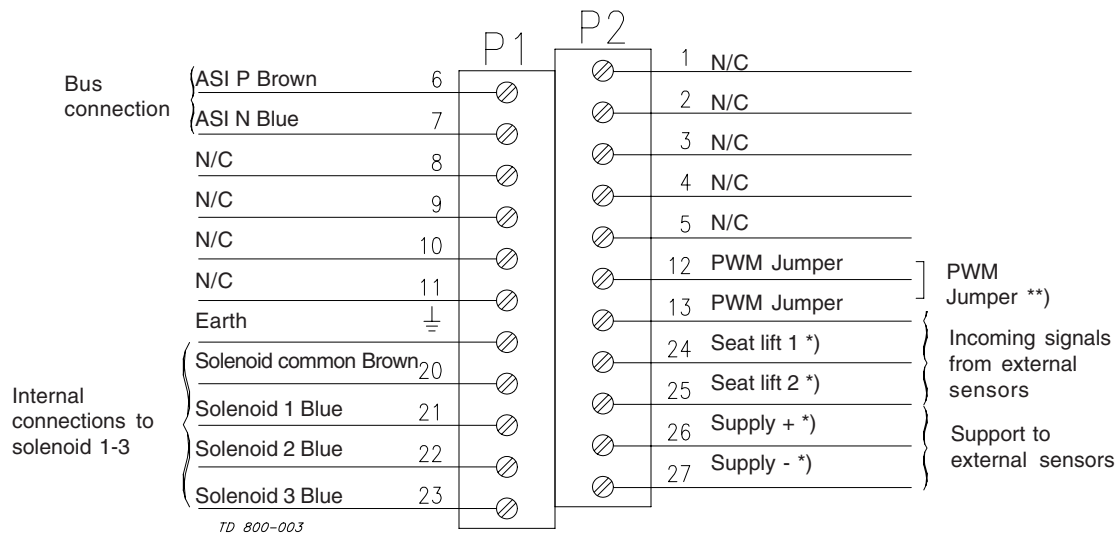 P1
P2
Bus
connection
ASI P Brown 6
ASI N Blue 7
N/C 8
N/C 9
N/C 10
N/C 11
Earth
Internal
connections to
solenoid 1-3
Solenoid common Brown 20
Solenoid 1 Blue 21
Solenoid 2 Blue 22
Solenoid 3 Blue 23
TD 800-003
1 N/C
2 N/C
3 N/C
4 N/C
5 N/C
12 PWM Jumper
13 PWM Jumper
PWM
Jumper **)
24 Seat lift 1 *)
25 Seat lift 2 *)
Incoming signals
from external
sensors
26 Supply + *)
27 Supply - *)
Support to
external sensors